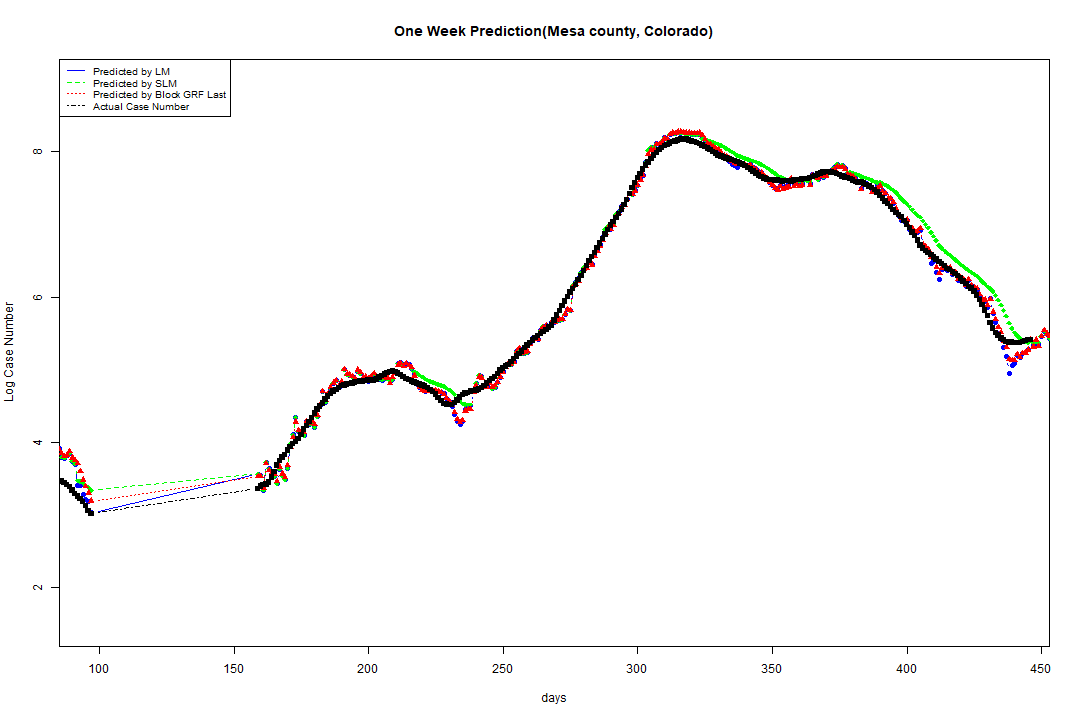 One Week Prediction(Mesa county, Colorado)
Predicted by LM
Predicted by SLM
Predicted by Block GRF Last
Actual Case Number
Log Case Number
8
6
4
2
100 150 200 250 300 350 400 450
days